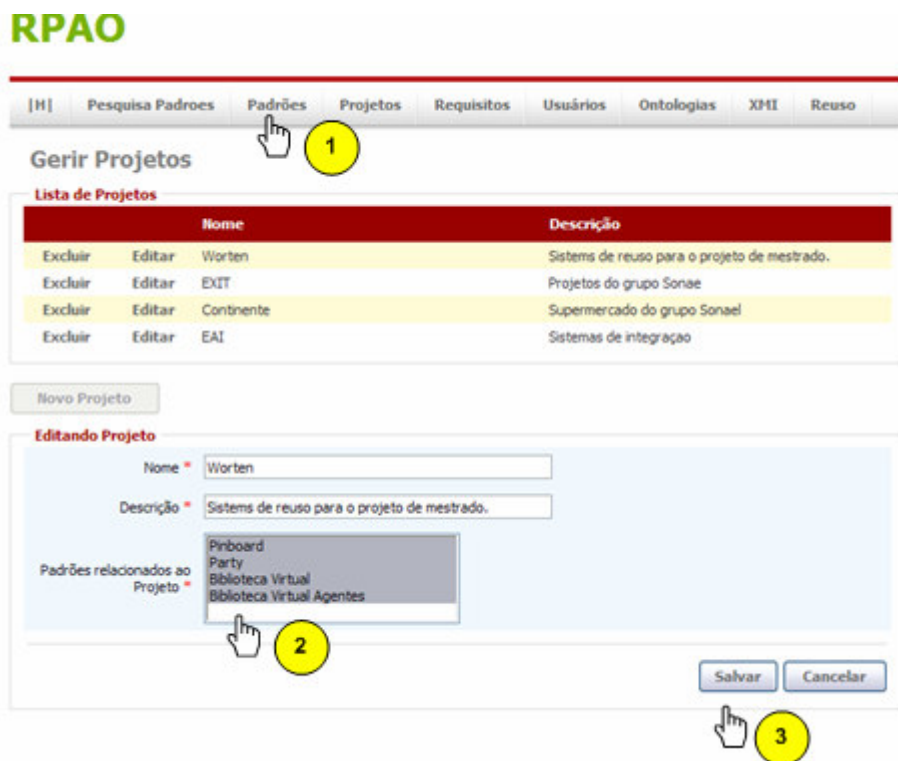 RPAO
|H| Pesquisa Padroes Padrões Projetos Requisitos Usuários Ontologias XMI Reuso
1
Gerir Projetos
Lista de Projetos
Nome Descrição
Excluir Editar Worten Sistems de reuso para o projeto de mestrado.
Excluir Editar EXIT Projetos do grupo Sonae
Excluir Editar Continente Supermercado do grupo Sonael
Excluir Editar EAI Sistemas de integraçao
Novo Projeto
Editando Projeto
Nome * Worten
Descrição * Sistems de reuso para o projeto de mestrado.
Padrões relacionados ao
Projeto *
Pinboard
Party
Biblioteca Virtual
Biblioteca Virtual Agentes
2
Salvar Cancelar
3